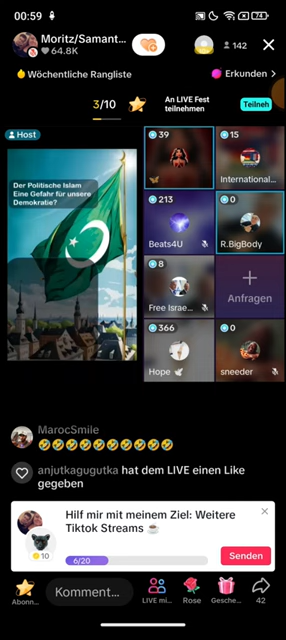 00:59
74
Moritz/Samant...
64.8K
142
Wöchentliche Rangliste
Erkunden
3/10
An LIVE Fest
teilnehmen
Teilneh
Host
Der Politische Islam
Eine Gefahr für unsere
Demokratie?
39
15
International...
213
Beats4U
0
R.BigBody
8
Free Israe...
Anfragen
366
Hope
0
sneeder
MarocSmile
🤣🤣🤣🤣🤣🤣🤣🤣🤣🤣
anjutkagugutka hat dem LIVE einen Like
gegeben
Hilf mir mit meinem Ziel: Weitere
Tiktok Streams ☕
10
6/20
Senden
Abonn...
Komment...
LIVE mi...
Rose
Gesche...
42